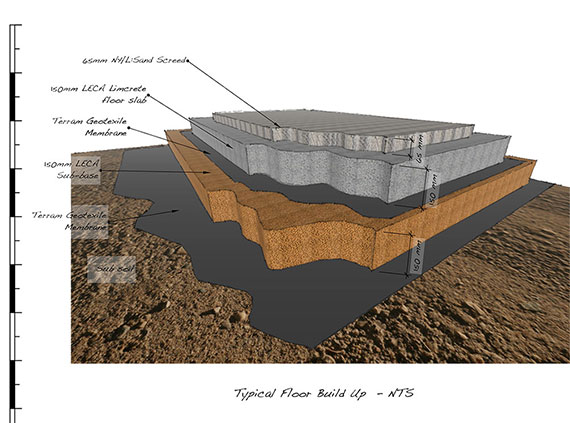 65mm NHL:Sand Screed
150mm LECA Limcrete
floor slab
Terram Geotexile
Membrane
150mm LECA
Sub-base
Terram Geotexile
Membrane
Sub soil
65 mm
150 mm
150 mm
Typical Floor Build Up - NTS